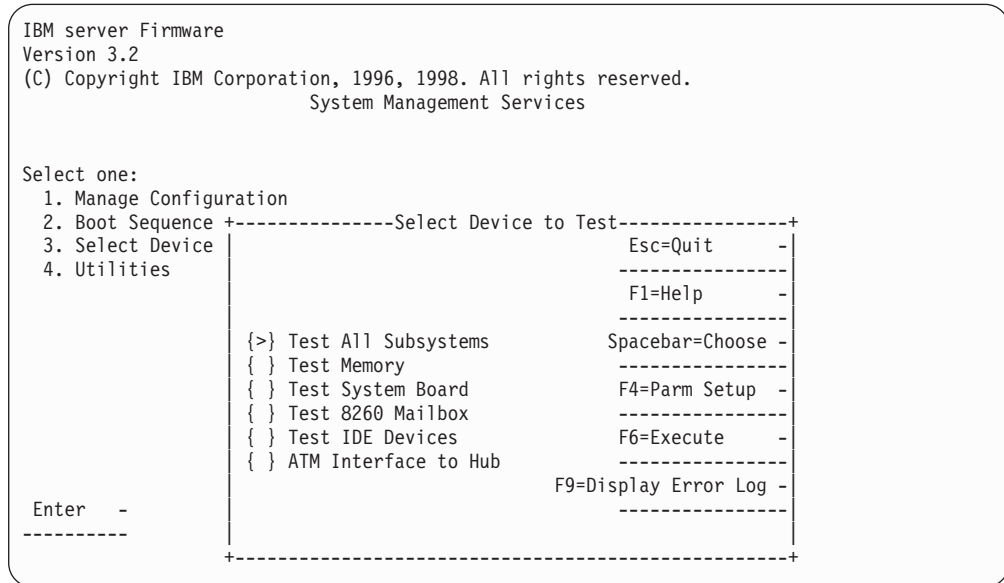 IBM server Firmware
Version 3.2
(C) Copyright IBM Corporation, 1996, 1998. All rights reserved.
                           System Management Services
Select one:
  1. Manage Configuration
  2. Boot Sequence +---------------Select Device to Test----------------+
  3. Select Device |                                     Esc=Quit      -|
  4. Utilities     |                                    ----------------|
                   |                                     F1=Help       -|
                   |                                    ----------------|
                   | {>} Test All Subsystems           Spacebar=Choose -|
                   | { } Test Memory                    ----------------|
                   | { } Test System Board              F4=Parm Setup  -|
                   | { } Test 8260 Mailbox              ----------------|
                   | { } Test IDE Devices               F6=Execute     -|
                   | { } ATM Interface to Hub           ----------------|
                   |                              F9=Display Error Log -|
 Enter   -         |                                    ----------------|
----------         |                                                    |
                   +----------------------------------------------------+